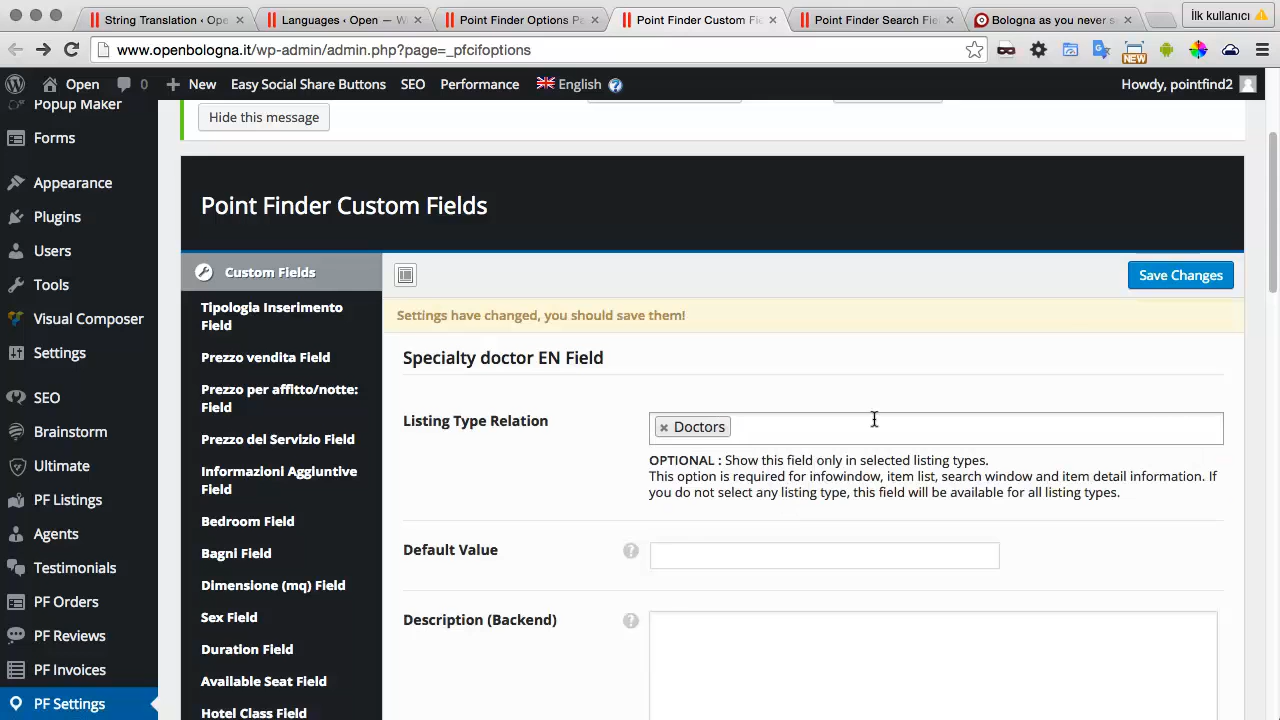 String Translation ‹ Ope
Languages ‹ Open — W
Point Finder Options Pa
Point Finder Custom Fi
Point Finder Search Fie
Bologna as you never s
İlk kullanıcı
www.openbologna.it/wp-admin/admin.php?page=_pfcifoptions
NEW
Open
0
New
Easy Social Share Buttons
SEO
Performance
English
Howdy, pointfind2
Popup Maker
Forms
Appearance
Plugins
Users
Tools
Visual Composer
Settings
SEO
Brainstorm
Ultimate
PF Listings
Agents
Testimonials
PF Orders
PF Reviews
PF Invoices
PF Settings
Hide this message
Point Finder Custom Fields
Custom Fields
Tipologia Inserimento
Field
Prezzo vendita Field
Prezzo per affitto/notte:
Field
Prezzo del Servizio Field
Informazioni Aggluntive
Field
Bedroom Field
Bagni Field
Dimensione (mq) Field
Sex Field
Duration Field
Available Seat Field
Hotel Class Field
Save Changes
Settings have changed, you should save them!
Specialty doctor EN Field
Listing Type Relation
× Doctors
OPTIONAL : Show this field only in selected listing types.
This option is required for infowindow, item list, search window and item detail information. If
you do not select any listing type, this field will be available for all listing types.
Default Value
?
Description (Backend)
?